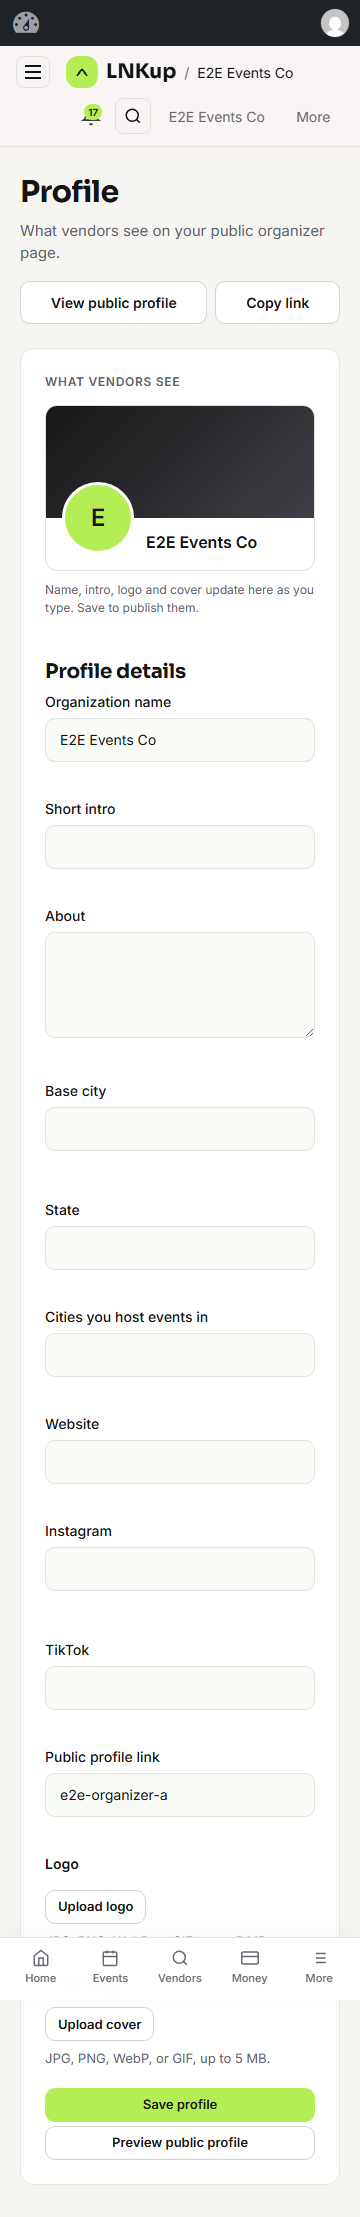 LNKup / E2E Events Co
17
E2E Events Co
More
Profile
What vendors see on your public organizer
page.
View public profile
Copy link
WHAT VENDORS SEE
E
E2E Events Co
Name, intro, logo and cover update here as you
type. Save to publish them.
Profile details
Organization name
E2E Events Co
Short intro
About
Base city
State
Cities you host events in
Website
Instagram
TikTok
Public profile link
e2e-organizer-a
Logo
Upload logo
Home
Events
Vendors
Money
More
Upload cover
JPG, PNG, WebP, or GIF, up to 5 MB.
Save profile
Preview public profile